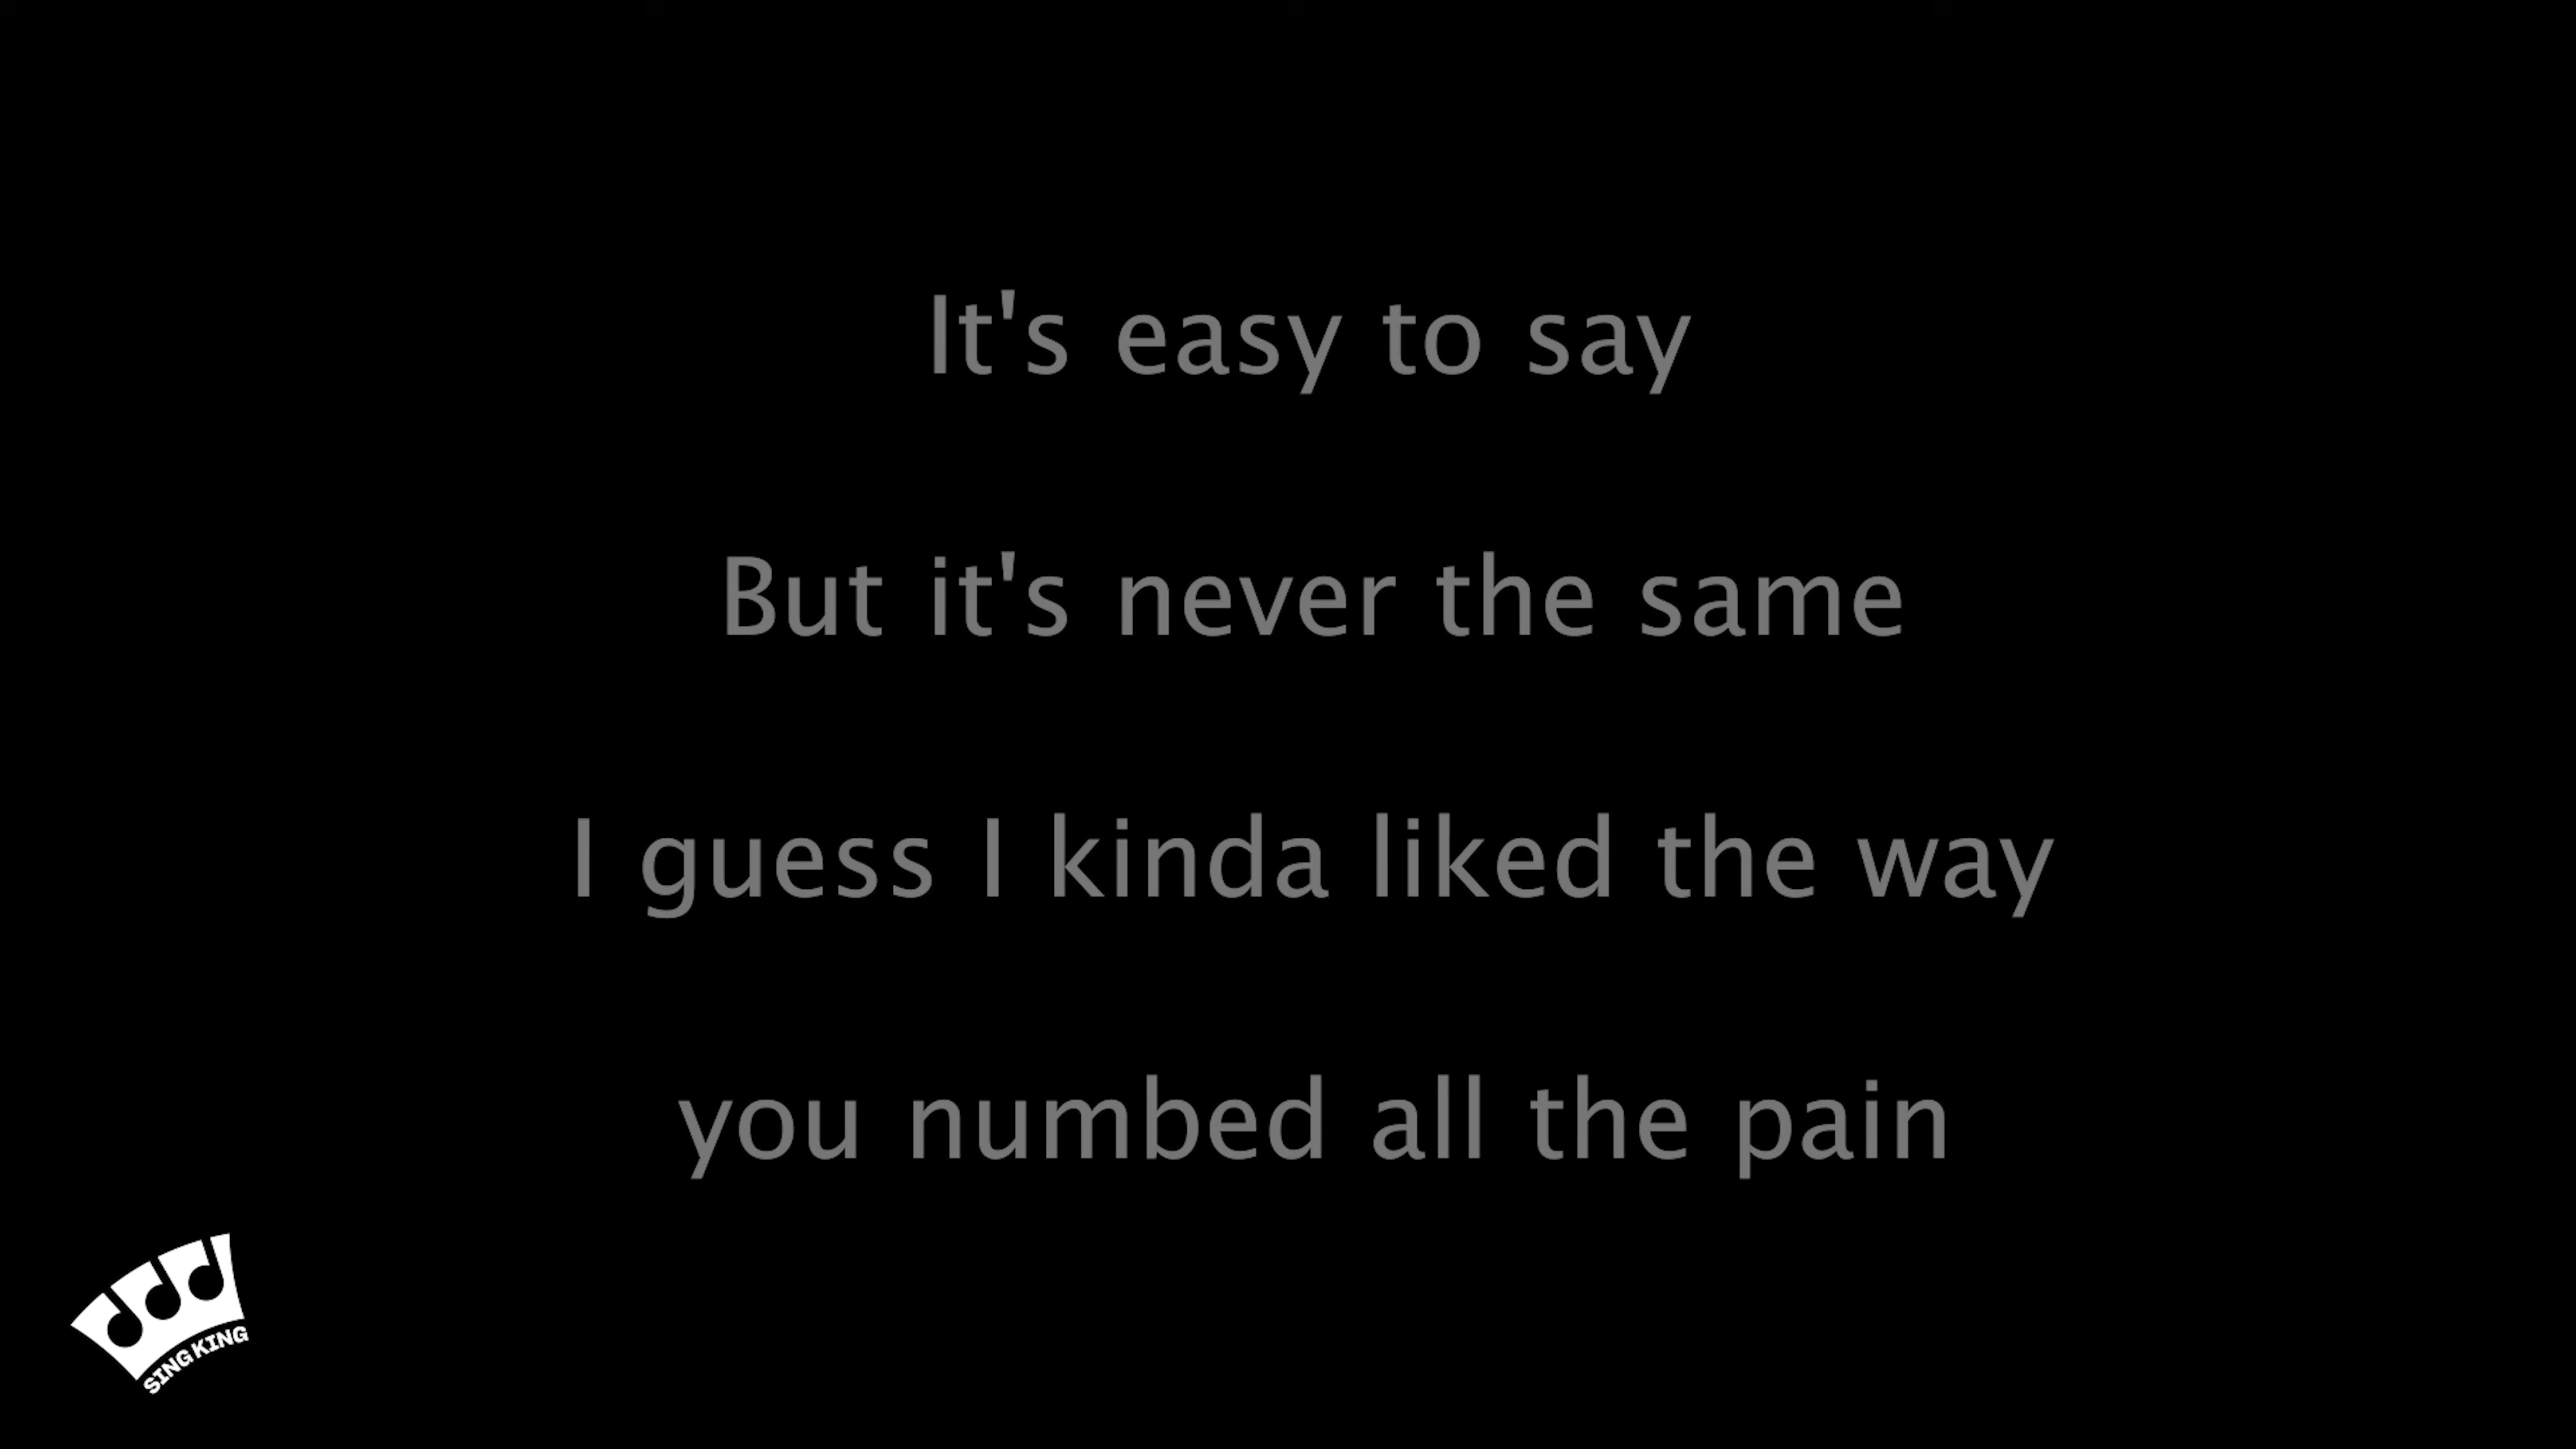 It's easy to say
But it's never the same
I guess I kinda liked the way
you numbed all the pain
SING KING